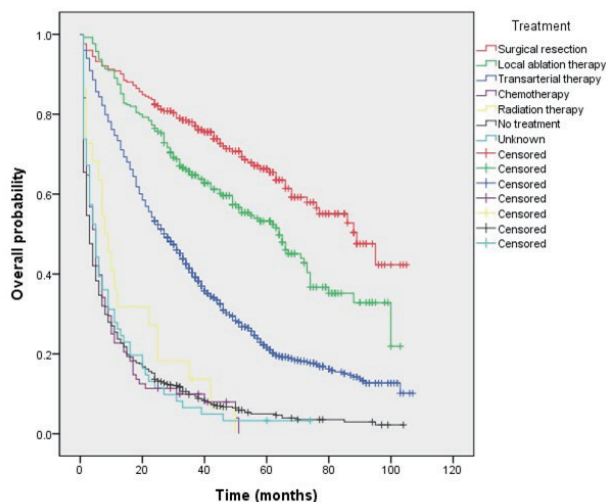 Treatment
Surgical resection
Local ablation therapy
Transarterial therapy
Chemotherapy
Radiation therapy
No treatment
Unknown
Censored
Censored
Censored
Censored
Censored
Censored
Censored
Overall probability
1.0
0.8
0.6
0.4
0.2
0.0
0 20 40 60 80 100 120
Time (months)